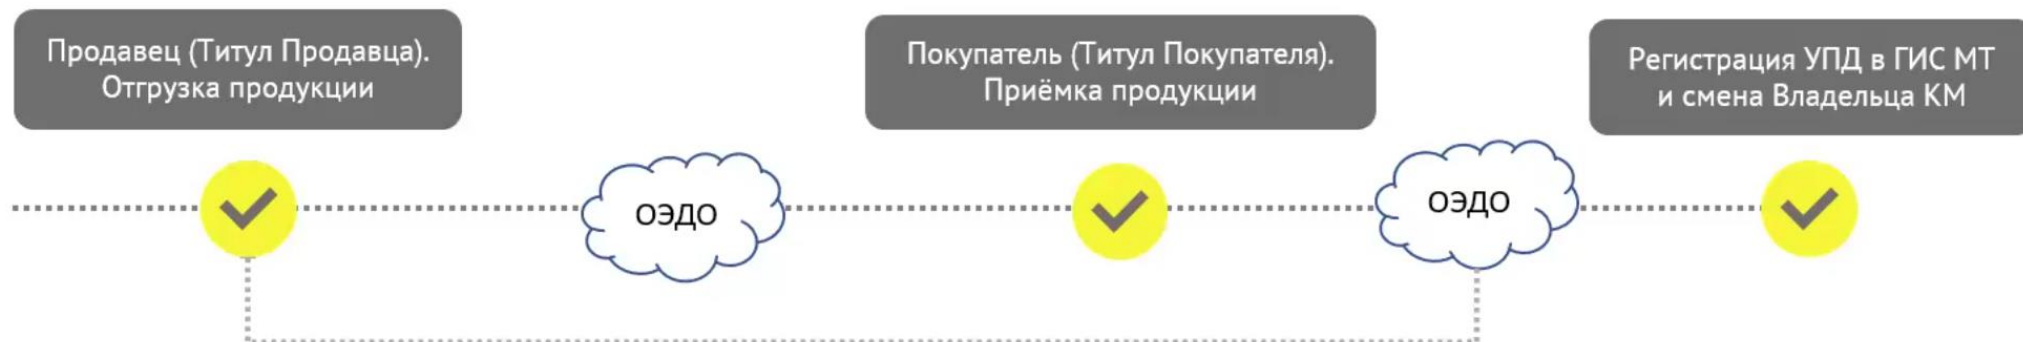 Продавец (Титул Продавца).
Отгрузка продукции
Покупатель (Титул Покупателя).
Приёмка продукции
Регистрация УПД в ГИС МТ
и смена Владельца КМ
ОЭДО
ОЭДО